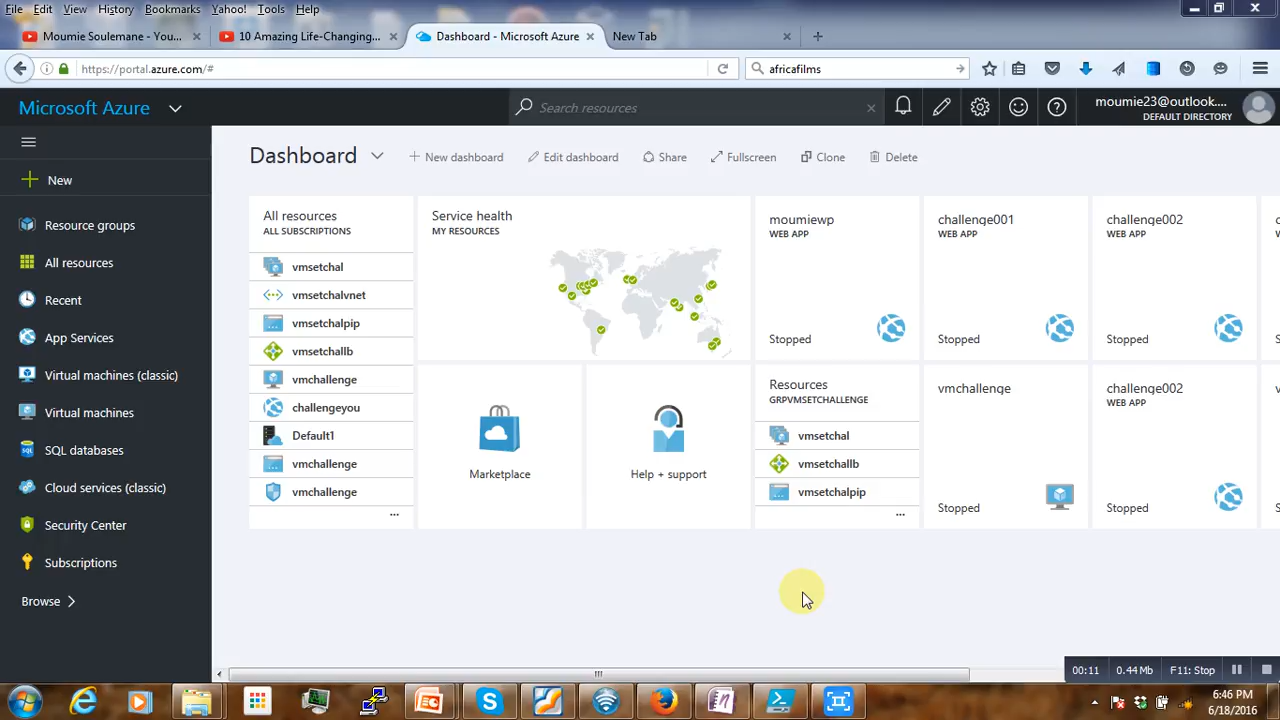 File Edit View History Bookmarks Yahoo! Tools Help
Moumie Soulemane - You...
10 Amazing Life-Changing...
Dashboard - Microsoft Azure
New Tab
https://portal.azure.com/#
africafilms
Microsoft Azure
Search resources
moumie23@outlook....
DEFAULT DIRECTORY
New
Resource groups
All resources
Recent
App Services
Virtual machines (classic)
Virtual machines
SQL databases
Cloud services (classic)
Security Center
Subscriptions
Browse
Dashboard
New dashboard
Edit dashboard
Share
Fullscreen
Clone
Delete
All resources
ALL SUBSCRIPTIONS
vmsetchal
vmsetchalvnet
vmsetchalpip
vmsetchallb
vmchallenge
challengeyou
Default1
vmchallenge
vmchallenge
...
Service health
MY RESOURCES
Marketplace
Help + support
moumiewp
WEB APP
Stopped
challenge001
WEB APP
Stopped
challenge002
WEB APP
Stopped
Resources
GRPVMSETCHALLENGE
vmsetchal
vmsetchallb
vmsetchalpip
...
vmchallenge
Stopped
challenge002
WEB APP
Stopped
00:11 0.44 MB F11: Stop
6:46 PM
6/18/2016